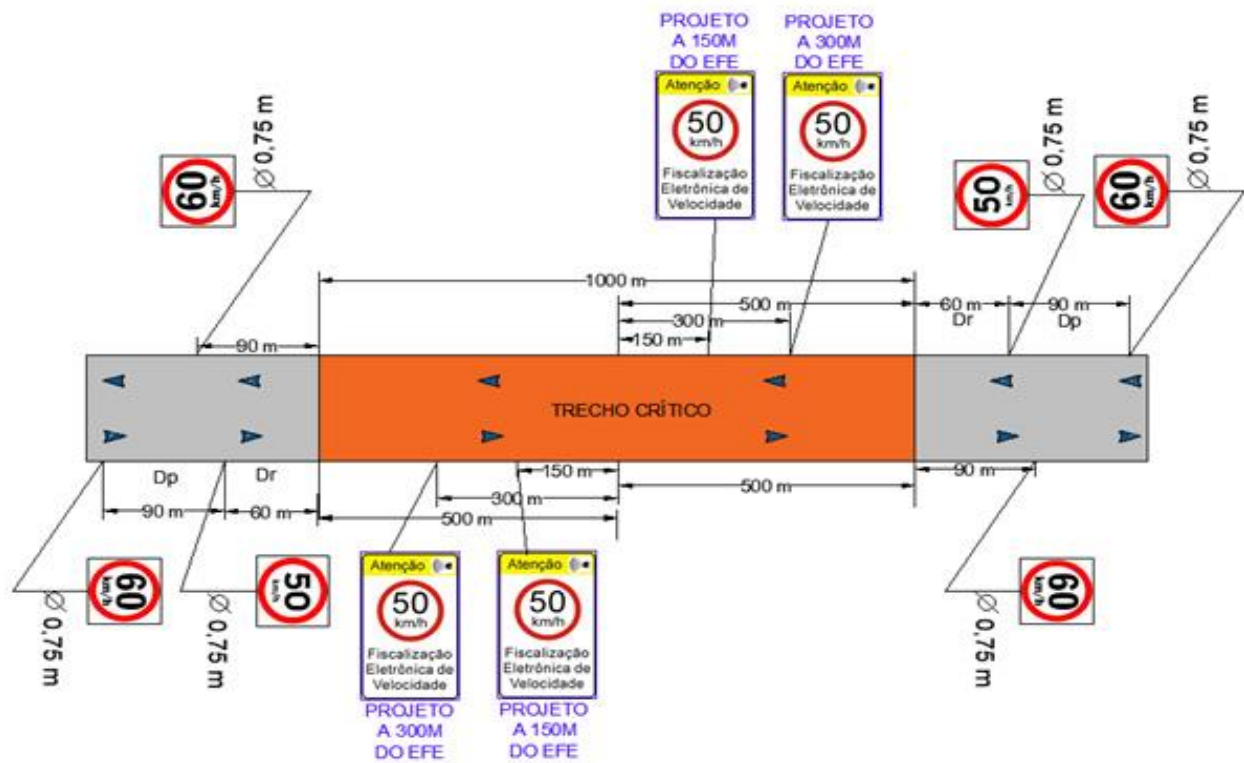 PROJETO
A 150M
DO EFE
PROJETO
A 300M
DO EFE
Atenção
50
km/h
Fiscalização
Eletrônica de
Velocidade
Atenção
50
km/h
Fiscalização
Eletrônica de
Velocidade
60
km/h
Ø 0,75 m
50
km/h
Ø 0,75 m
60
km/h
Ø 0,75 m
1000 m
500 m
60 m
90 m
300 m
Dr
Dp
150 m
90 m
TRECHO CRÍTICO
Dp
Dr
150 m
90 m
90 m
60 m
300 m
500 m
500 m
60
km/h
Ø 0,75 m
50
km/h
Ø 0,75 m
Atenção
50
km/h
Fiscalização
Eletrônica de
Velocidade
PROJETO
A 300M
DO EFE
Atenção
50
km/h
Fiscalização
Eletrônica de
Velocidade
PROJETO
A 150M
DO EFE
60
km/h
Ø 0,75 m